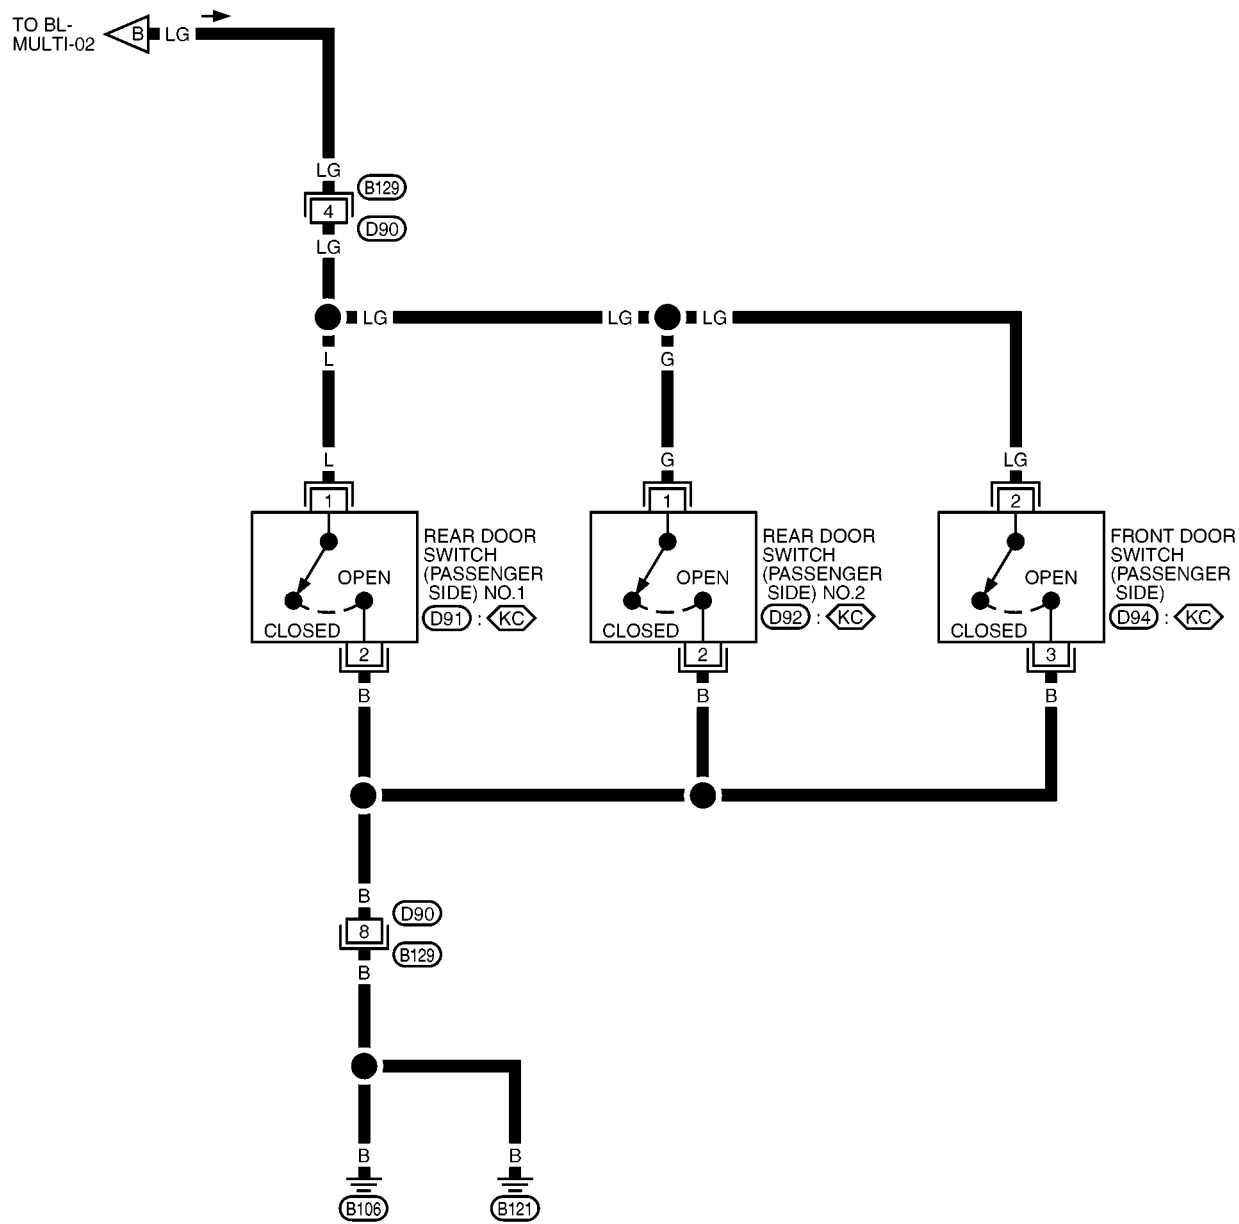 TO BL-
MULTI-02
B
LG
LG
B129
4
D90
LG
LG
LG
LG
L
G
L
G
LG
1
1
2
REAR DOOR
SWITCH
(PASSENGER
SIDE) NO.1
D91 : KC
OPEN
CLOSED
REAR DOOR
SWITCH
(PASSENGER
SIDE) NO.2
D92 : KC
OPEN
CLOSED
FRONT DOOR
SWITCH
(PASSENGER
SIDE)
D94 : KC
OPEN
CLOSED
2
2
3
B
B
B
B
D90
8
B129
B
B
B
B106
B121